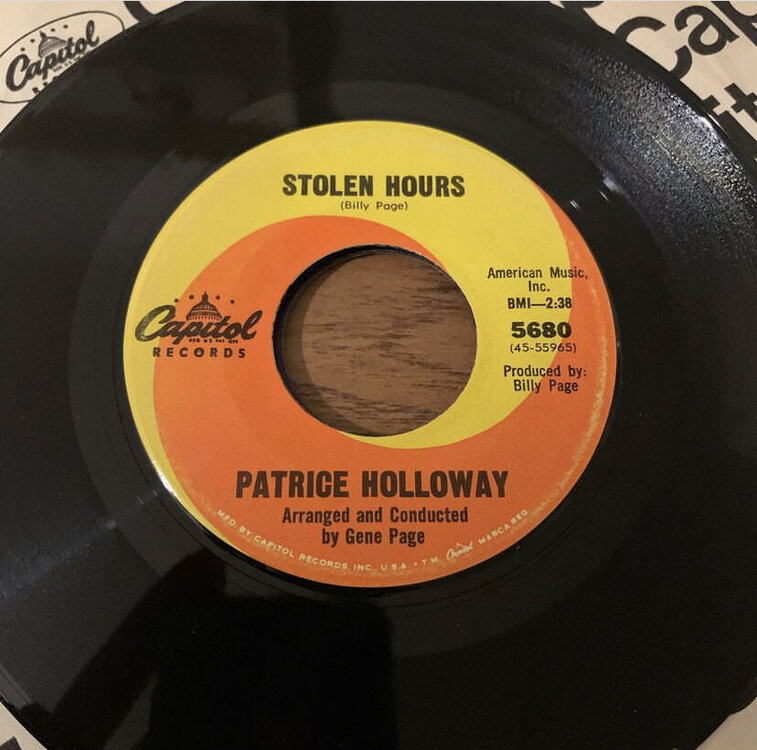 Capitol
Ca
STOLEN HOURS
(Billy Page)
American Music,
Inc.
BMI—2:38
5680
(45-55965)
Produced by:
Billy Page
Capitol
RECORDS
PATRICE HOLLOWAY
Arranged and Conducted
by Gene Page
MFD. BY CAPITOL RECORDS, INC., U.S.A. • T.M. Capitol MARCA REG.